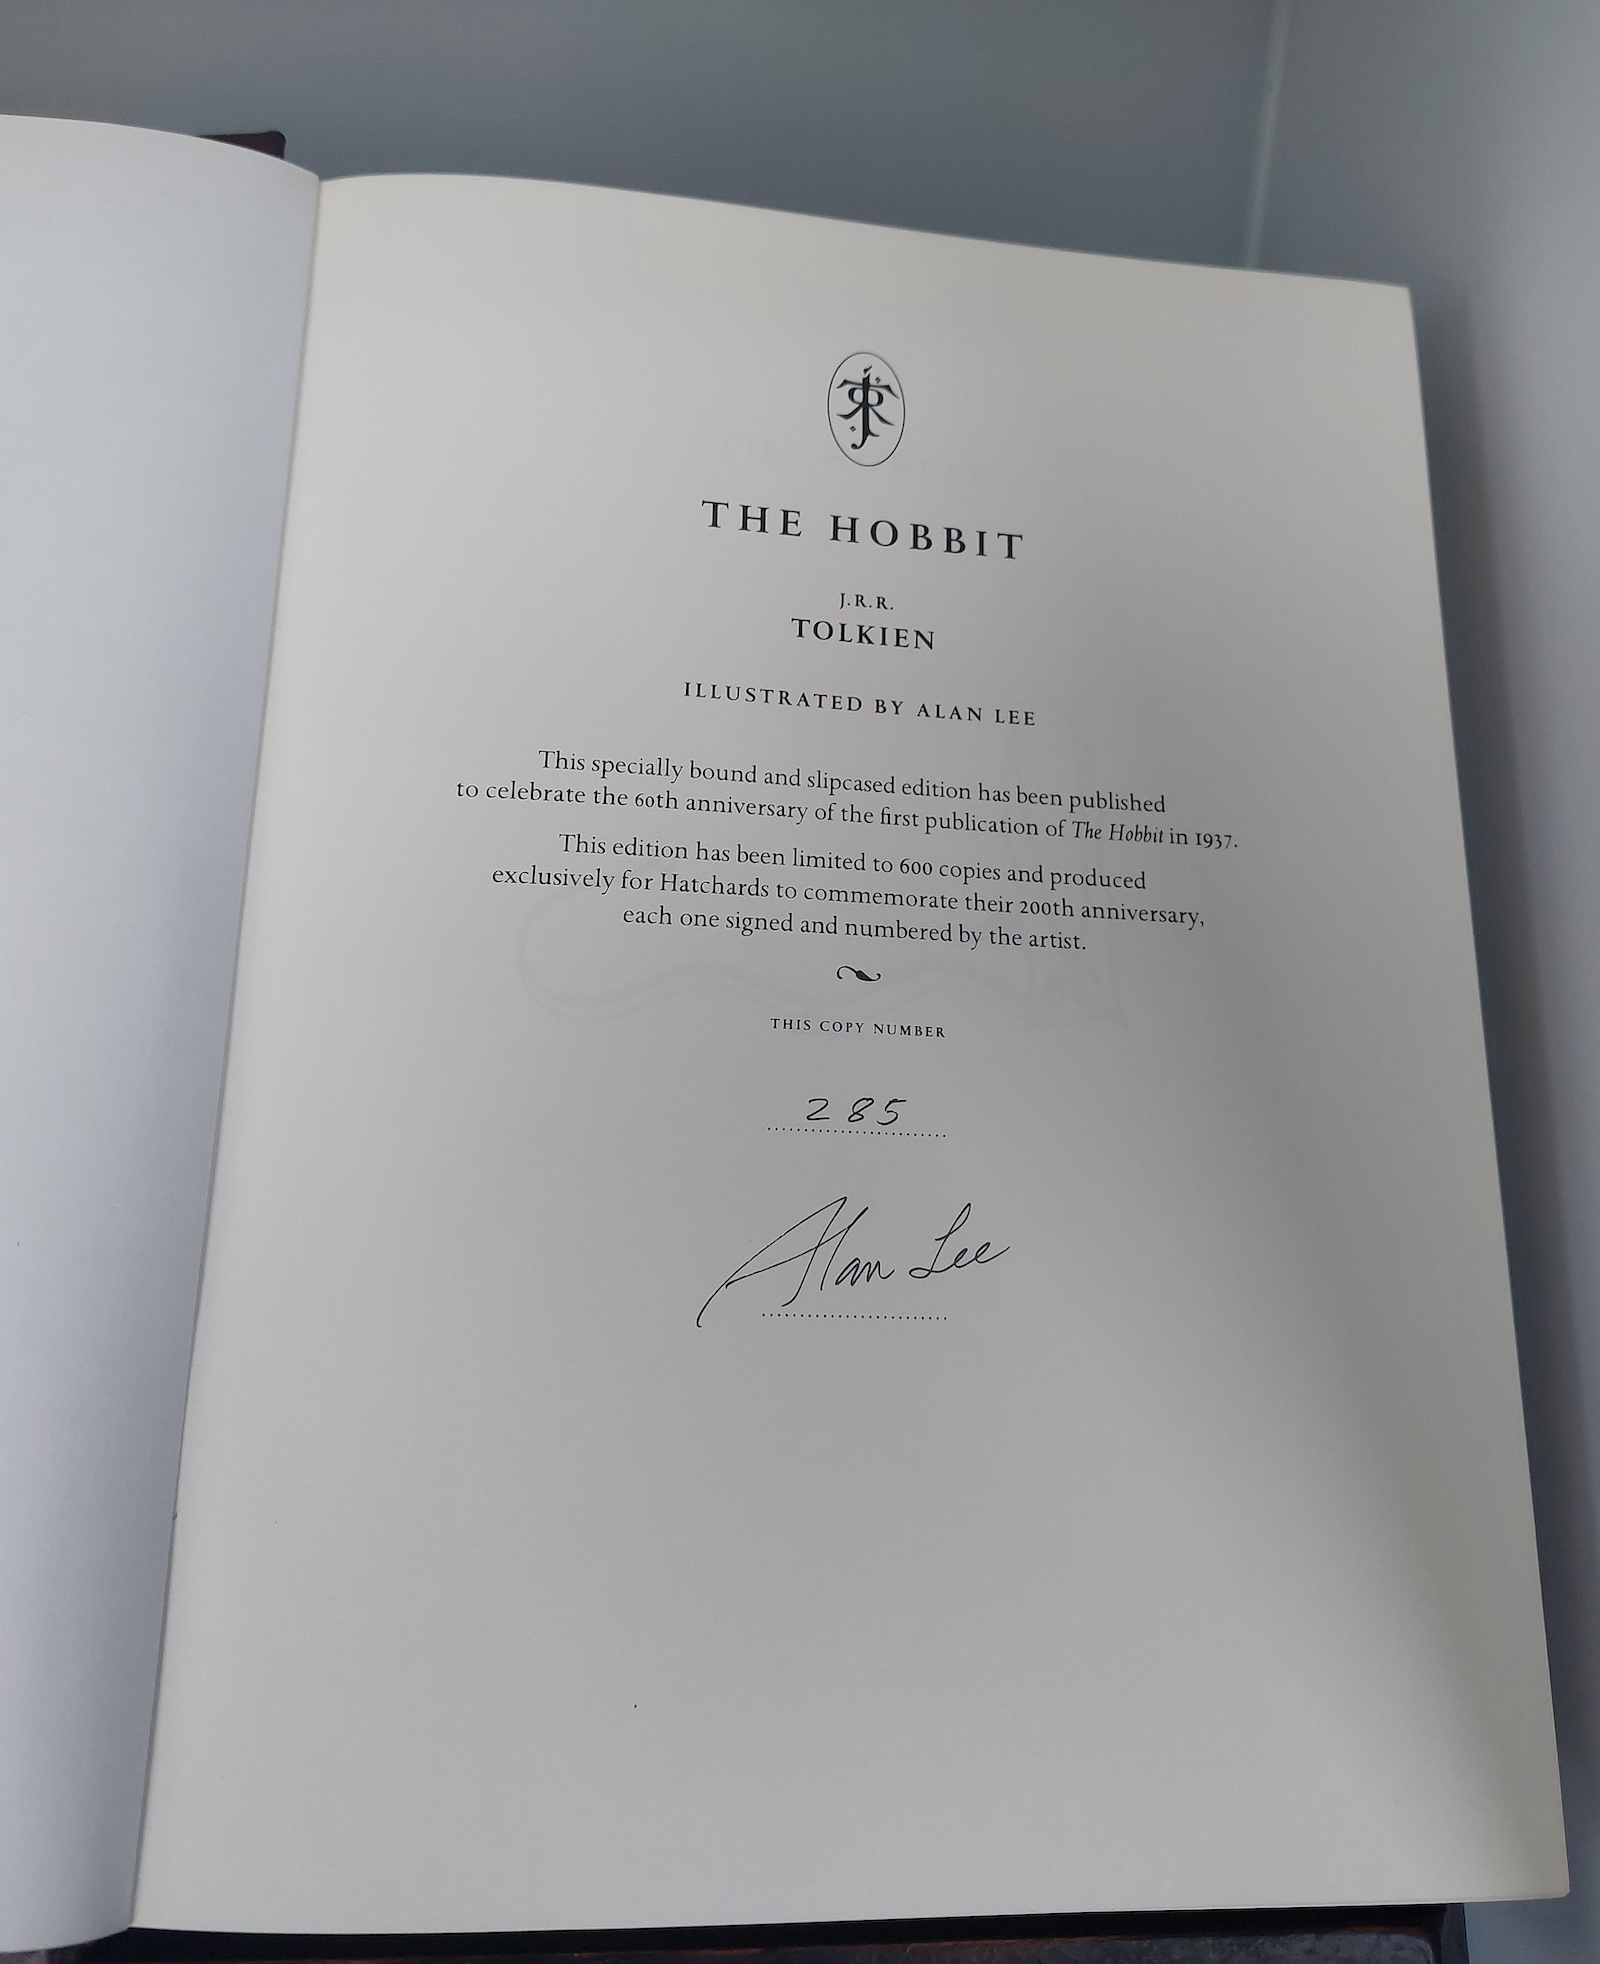 THE HOBBIT
J.R.R.
TOLKIEN
ILLUSTRATED BY ALAN LEE
This specially bound and slipcased edition has been published
to celebrate the 60th anniversary of the first publication of The Hobbit in 1937.
This edition has been limited to 600 copies and produced
exclusively for Hatchards to commemorate their 200th anniversary,
each one signed and numbered by the artist.
THIS COPY NUMBER
285
Alan Lee